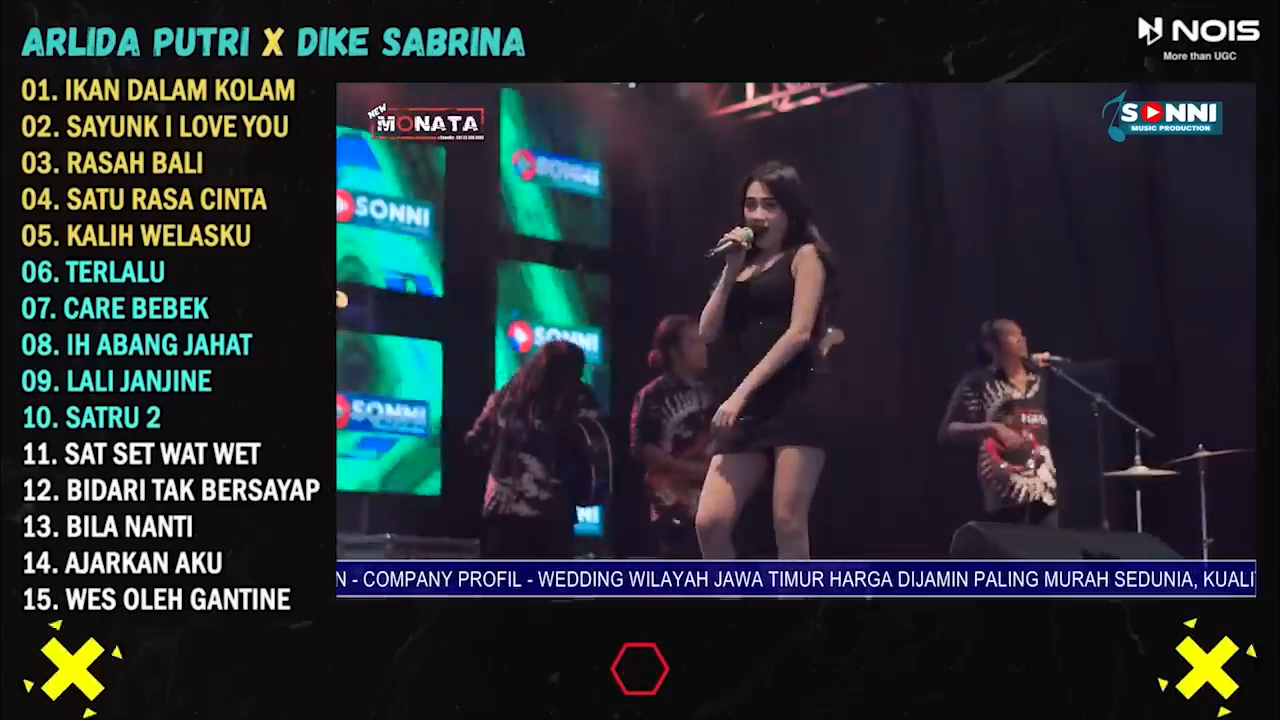 ARLIDA PUTRI X DIKE SABRINA
NOIS
More than UGC
01. IKAN DALAM KOLAM
02. SAYUNK I LOVE YOU
03. RASAH BALI
04. SATU RASA CINTA
05. KALIH WELASKU
06. TERLALU
07. CARE BEBEK
08. IH ABANG JAHAT
09. LALI JANJINE
10. SATRU 2
11. SAT SET WAT WET
12. BIDARI TAK BERSAYAP
13. BILA NANTI
14. AJARKAN AKU
15. WES OLEH GANTINE
NEW
MONATA
SONNI
MUSIC PRODUCTION
SONNI
SONNI
SONNI
SONNI
N - COMPANY PROFIL - WEDDING WILAYAH JAWA TIMUR HARGA DIJAMIN PALING MURAH SEDUNIA, KUALI